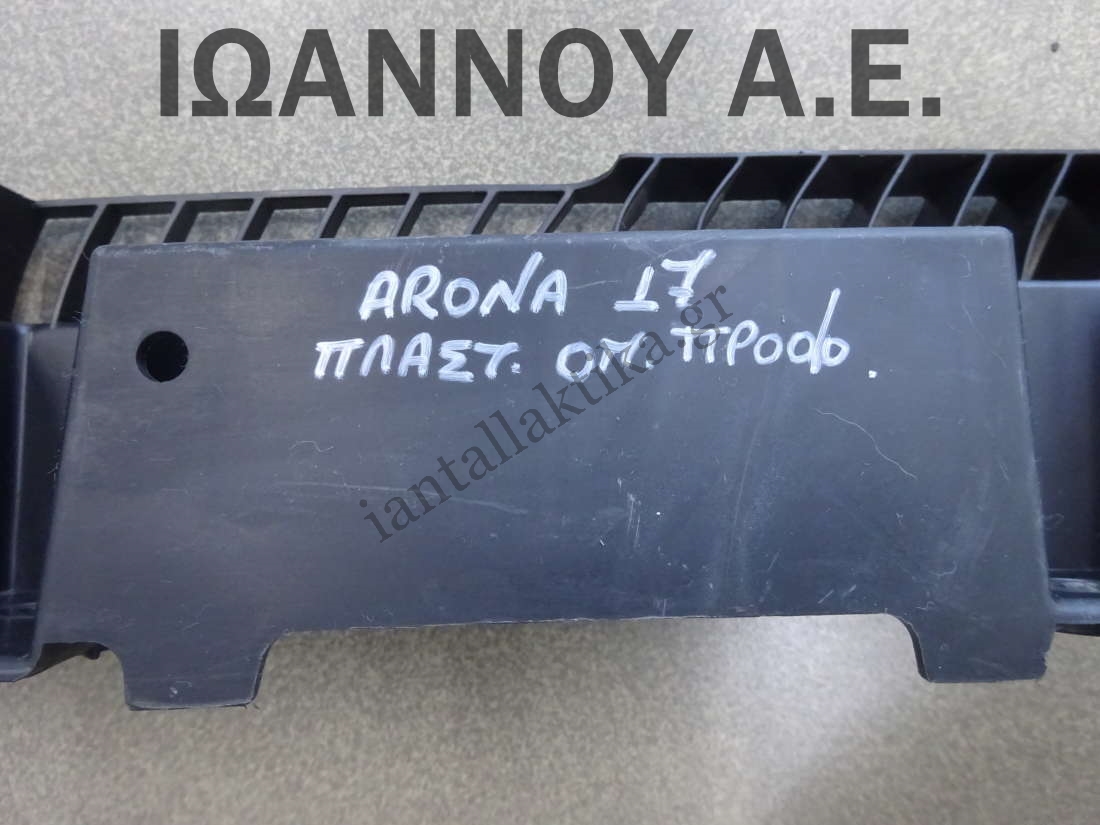 ΙΩΑΝΝΟΥ Α.Ε.
ARONA 17
ΠΛΑΣΤ. ΟΠ. ΠΡΟΦ.
iantallaktika.gr